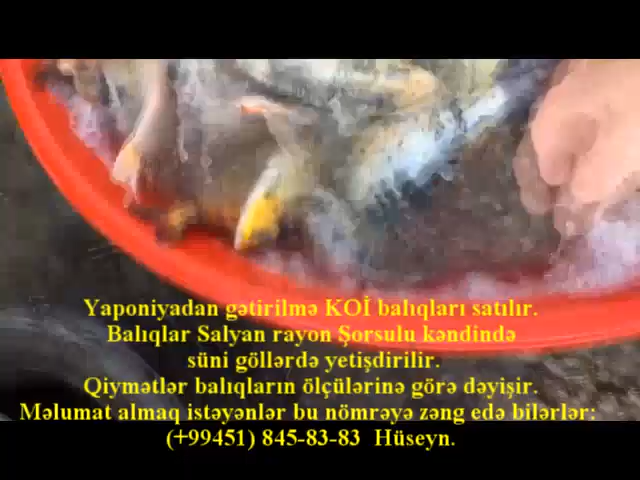 Yaponiyadan gətirilmə KOİ balıqları satılır.
Balıqlar Salyan rayon Şorsulu kəndində
süni göllərdə yetişdirilir.
Qiymətlər balıqların ölçülərinə görə dəyişir.
Məlumat almaq istəyənlər bu nömrəyə zəng edə bilərlər:
(+99451) 845-83-83 Hüseyn.